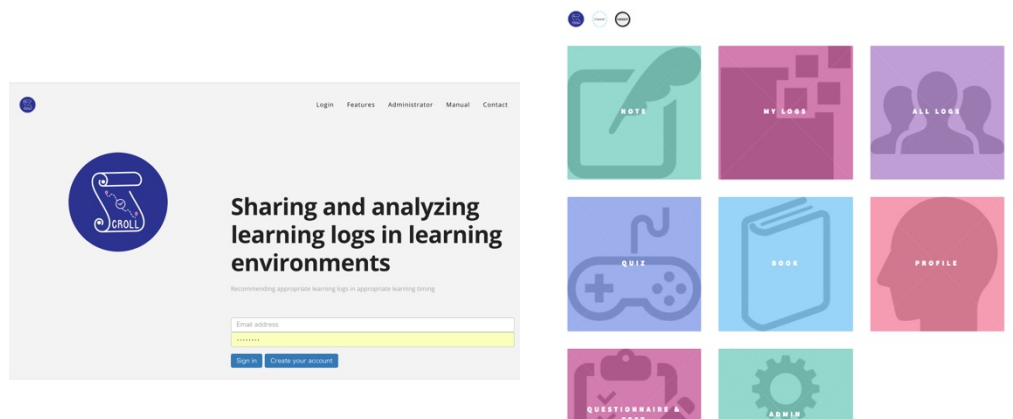 Login Features Administrator Manual Contact
CROLL
Sharing and analyzing
learning logs in learning
environments
Recommending appropriate learning logs in appropriate learning timing
Email address
········
Sign in Create your account
NOTE
MY LOGS
ALL LOGS
QUIZ
BOOK
PROFILE
QUESTIONNAIRE &
ADMIN